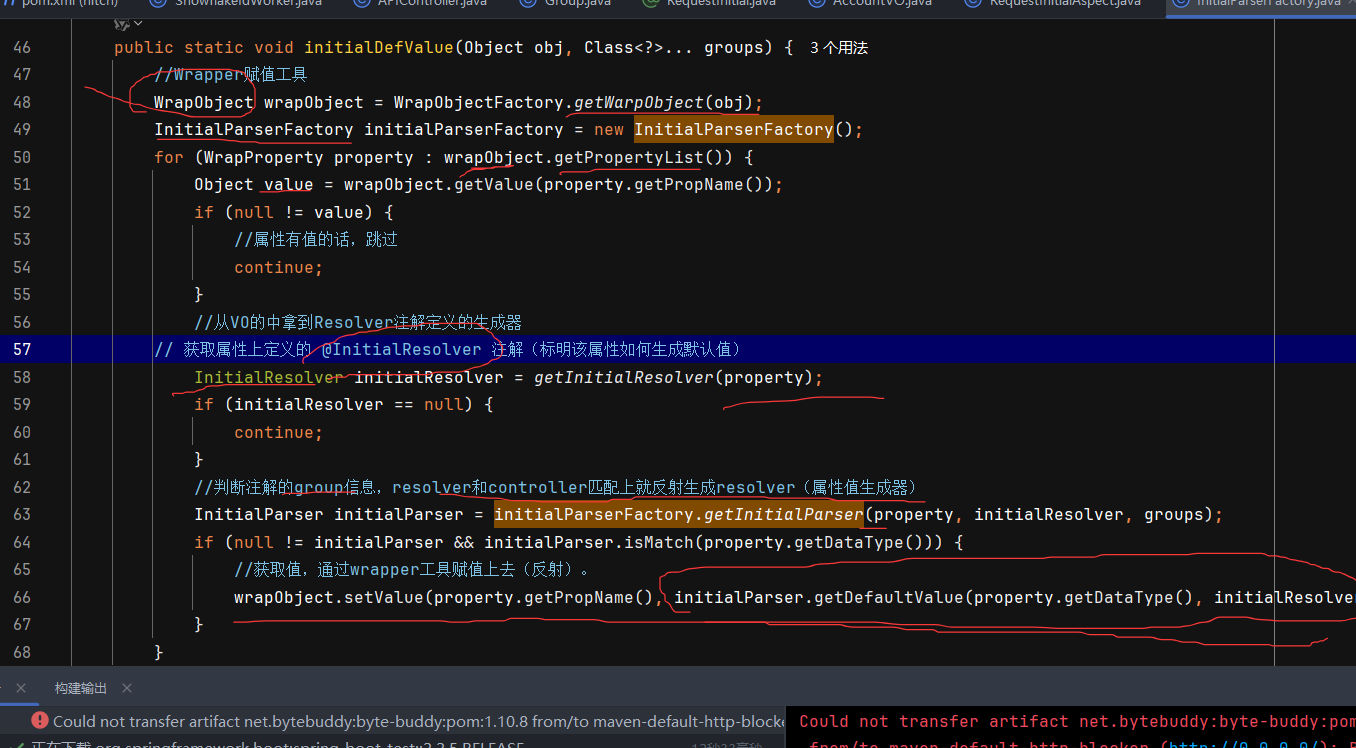 pom.xml (hitch) SnowflakeIdWorker.java APIController.java Group.java RequestInitial.java AccountVO.java RequestInitialAspect.java InitialParserFactory.java
46 public static void initialDefValue(Object obj, Class<?>... groups) { 3 个用法
47 //Wrapper赋值工具
48 WrapObject wrapObject = WrapObjectFactory.getWarpObject(obj);
49 InitialParserFactory initialParserFactory = new InitialParserFactory();
50 for (WrapProperty property : wrapObject.getPropertyList()) {
51 Object value = wrapObject.getValue(property.getPropName());
52 if (null != value) {
53 //属性有值的话，跳过
54 continue;
55 }
56 //从VO的中拿到Resolver注解定义的生成器
57 // 获取属性上定义的 @InitialResolver 注解（标明该属性如何生成默认值）
58 InitialResolver initialResolver = getInitialResolver(property);
59 if (initialResolver == null) {
60 continue;
61 }
62 //判断注解的group信息，resolver和controller匹配上就反射生成resolver（属性值生成器）
63 InitialParser initialParser = initialParserFactory.getInitialParser(property, initialResolver, groups);
64 if (null != initialParser && initialParser.isMatch(property.getDataType())) {
65 //获取值，通过wrapper工具赋值上去（反射）。
66 wrapObject.setValue(property.getPropName(), initialParser.getDefaultValue(property.getDataType(), initialResolver
67 }
68 }
构建输出
Could not transfer artifact net.bytebuddy:byte-buddy:pom:1.10.8 from/to maven-default-http-blocke
Could not transfer artifact net.bytebuddy:byte-buddy:pom
正在下载 org.springframework.boot:spring-boot-test::2.3.5.RELEASE
from/to maven-default-http-blocker (http://0.0.0.0/):